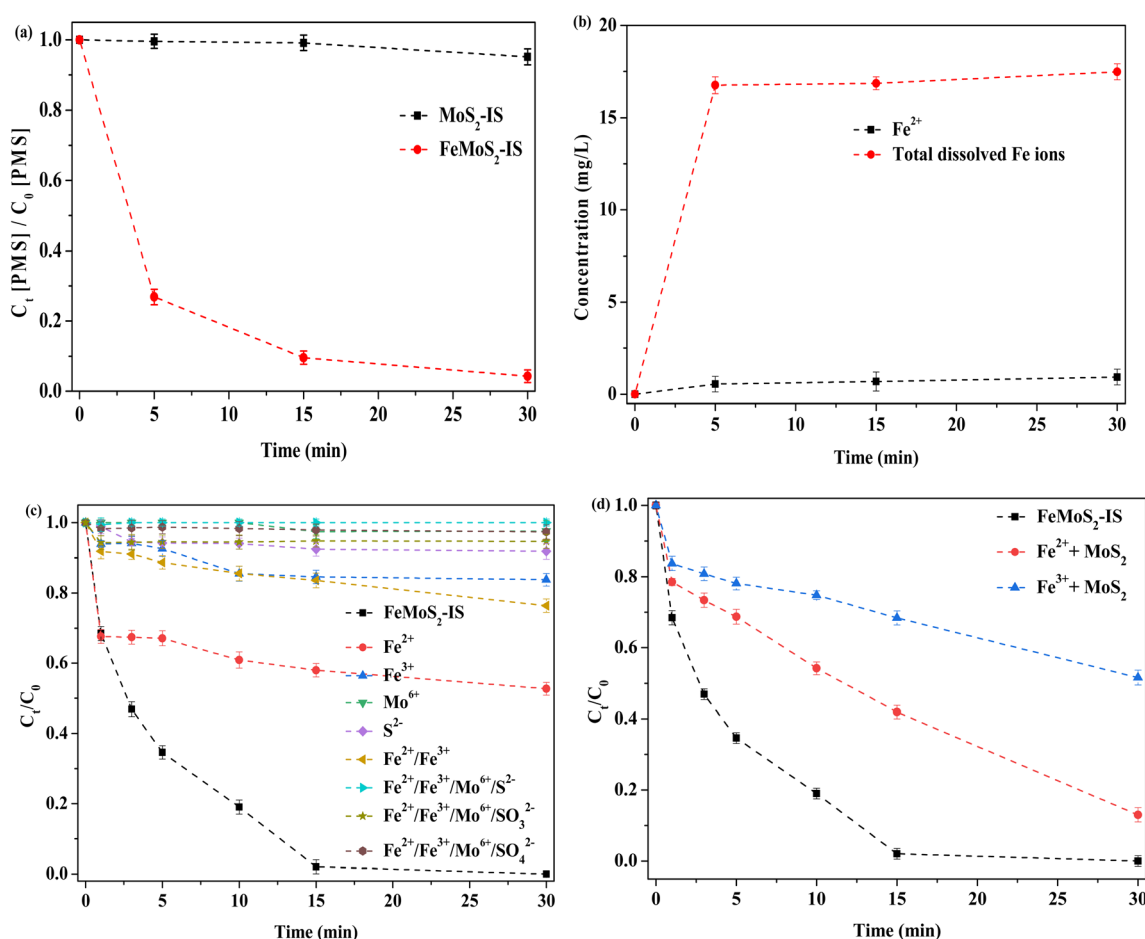 (a)
1.0
0.8
0.6
0.4
0.2
0.0
C_t [PMS] / C_0 [PMS]
MoS₂-IS
FeMoS₂-IS
0 5 10 15 20 25 30
Time (min)
(b)
20
15
10
5
0
Concentration (mg/L)
Fe²⁺
Total dissolved Fe ions
0 5 10 15 20 25 30
Time (min)
(c)
1.0
0.8
0.6
0.4
0.2
0.0
C_t/C_0
FeMoS₂-IS
Fe²⁺
Fe³⁺
Mo⁶⁺
S²⁻
Fe²⁺/Fe³⁺
Fe²⁺/Fe³⁺/Mo⁶⁺/S²⁻
Fe²⁺/Fe³⁺/Mo⁶⁺/SO₃²⁻
Fe²⁺/Fe³⁺/Mo⁶⁺/SO₄²⁻
0 5 10 15 20 25 30
Time (min)
(d)
1.0
0.8
0.6
0.4
0.2
0.0
C_t/C_0
FeMoS₂-IS
Fe²⁺+ MoS₂
Fe³⁺+ MoS₂
0 5 10 15 20 25 30
Time (min)